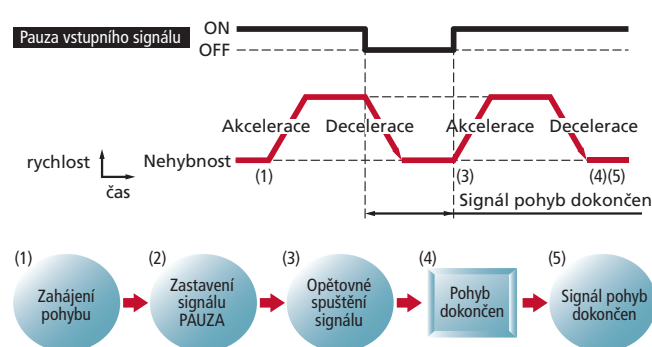 ON
Pauza vstupního signálu
OFF
Akcelerace Decelerace Akcelerace Decelerace
rychlost
Nehybnost
čas
(1) (3) (4)(5)
Signál pohyb dokončen
(1) (2) (3) (4) (5)
Zahájení
pohybu
Zastavení
signálu
PAUZA
Opětovné
spuštění
signálu
Pohyb
dokončen
Signál pohyb
dokončen